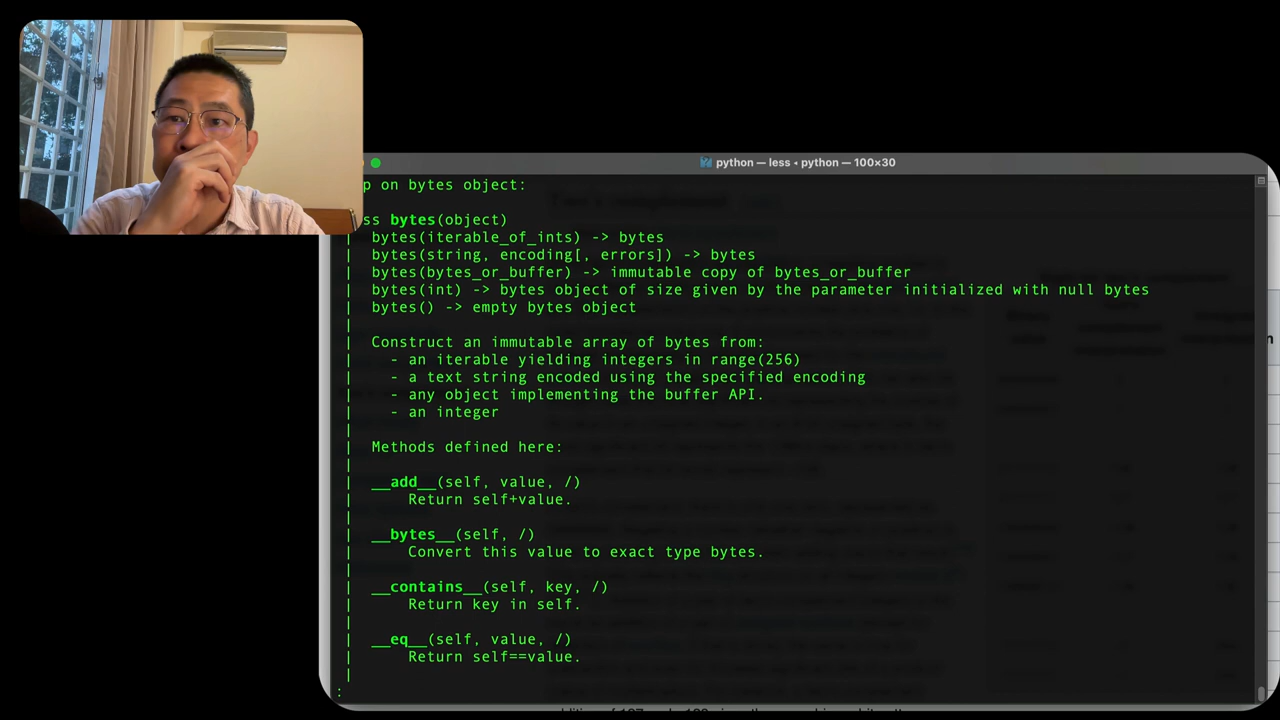 python — less ◂ python — 100×30
p on bytes object:
ss bytes(object)
| bytes(iterable_of_ints) -> bytes
| bytes(string, encoding[, errors]) -> bytes
| bytes(bytes_or_buffer) -> immutable copy of bytes_or_buffer
| bytes(int) -> bytes object of size given by the parameter initialized with null bytes
| bytes() -> empty bytes object
|
| Construct an immutable array of bytes from:
| - an iterable yielding integers in range(256)
| - a text string encoded using the specified encoding
| - any object implementing the buffer API.
| - an integer
|
| Methods defined here:
|
| __add__(self, value, /)
| Return self+value.
|
| __bytes__(self, /)
| Convert this value to exact type bytes.
|
| __contains__(self, key, /)
| Return key in self.
|
| __eq__(self, value, /)
| Return self==value.
|
: